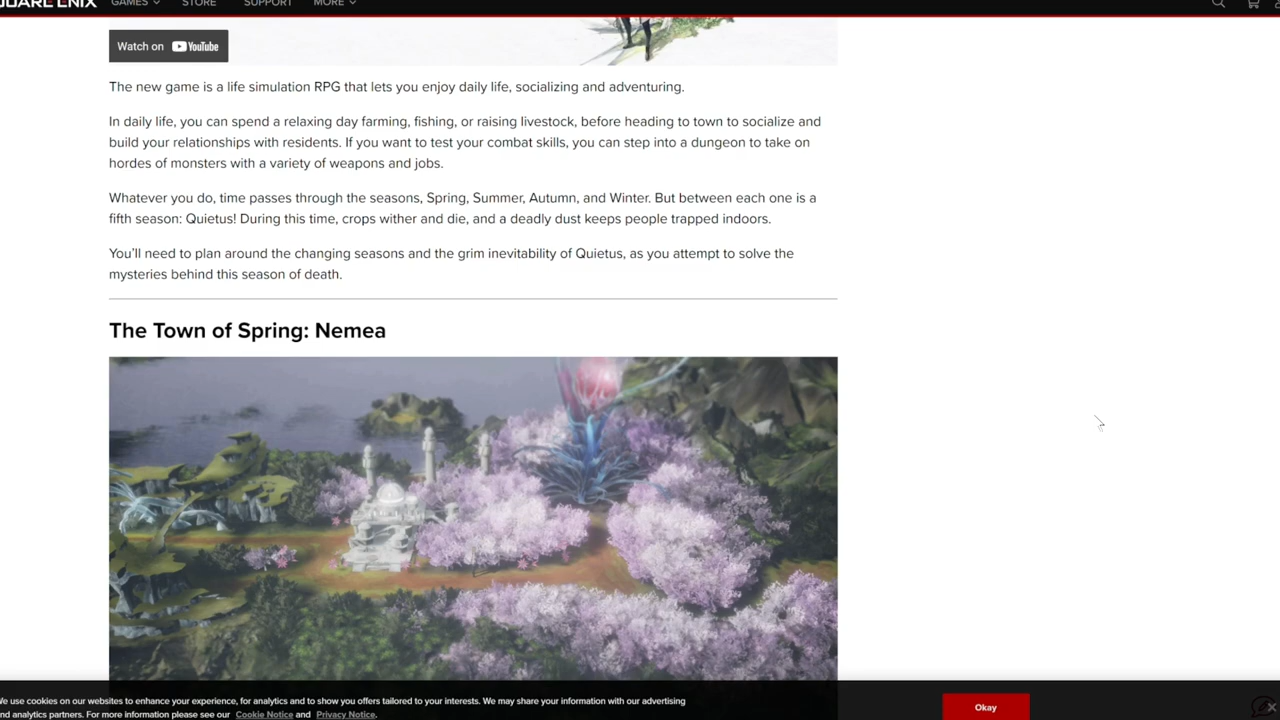 GAMES STORE SUPPORT MORE
Watch on YouTube
The new game is a life simulation RPG that lets you enjoy daily life, socializing and adventuring.
In daily life, you can spend a relaxing day farming, fishing, or raising livestock, before heading to town to socialize and
build your relationships with residents. If you want to test your combat skills, you can step into a dungeon to take on
hordes of monsters with a variety of weapons and jobs.
Whatever you do, time passes through the seasons, Spring, Summer, Autumn, and Winter. But between each one is a
fifth season: Quietus! During this time, crops wither and die, and a deadly dust keeps people trapped indoors.
You’ll need to plan around the changing seasons and the grim inevitability of Quietus, as you attempt to solve the
mysteries behind this season of death.
The Town of Spring: Nemea
We use cookies on our websites to enhance your experience, for analytics and to show you offers tailored to your interests. We may share your information with our advertising
and analytics partners. For more information please see our Cookie Notice and Privacy Notice.
Okay